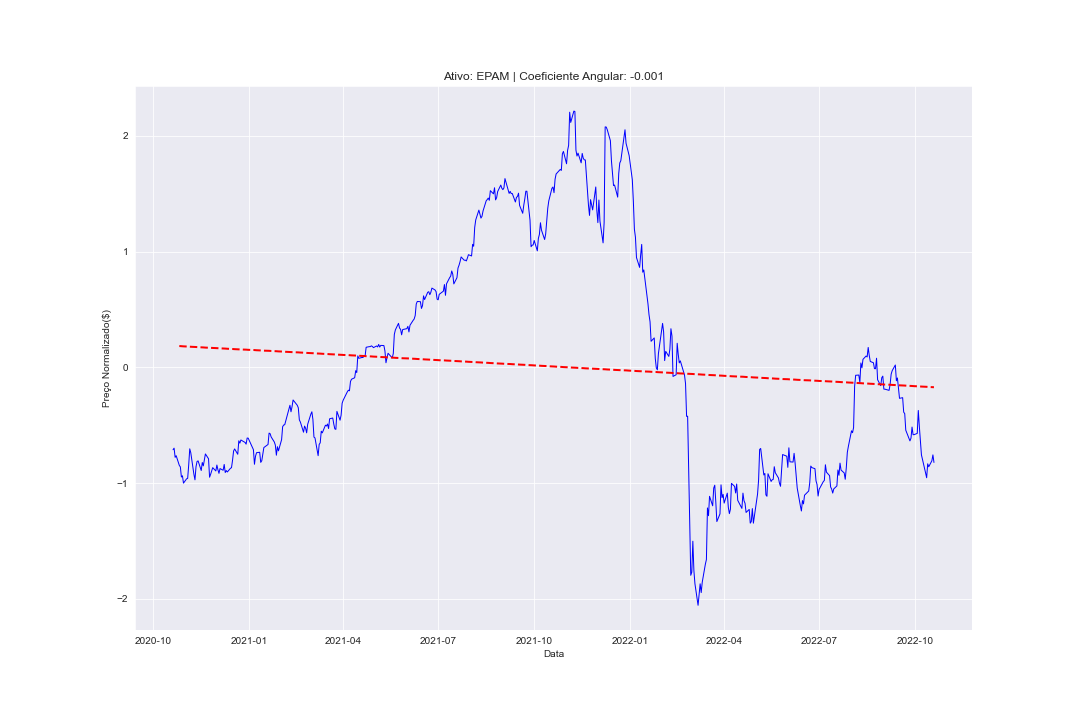 Ativo: EPAM | Coeficiente Angular: -0.001
Preço Normalizado($)
2
1
0
−1
−2
2020-10 2021-01 2021-04 2021-07 2021-10 2022-01 2022-04 2022-07 2022-10
Data